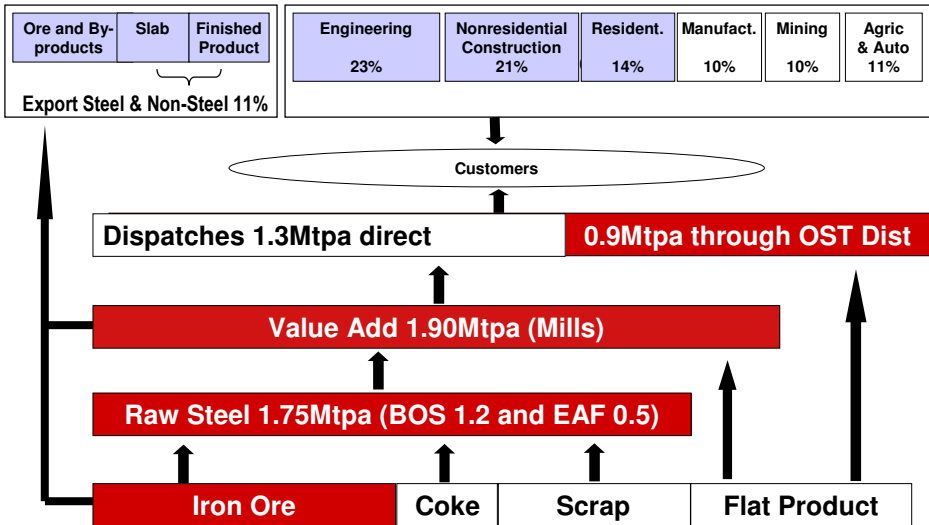 Ore and By-
products
Slab
Finished
Product
Export Steel & Non-Steel 11%
Engineering
23%
Nonresidential
Construction
21%
Resident.
14%
Manufact.
10%
Mining
10%
Agric
& Auto
11%
Customers
Dispatches 1.3Mtpa direct
0.9Mtpa through OST Dist
Value Add 1.90Mtpa (Mills)
Raw Steel 1.75Mtpa (BOS 1.2 and EAF 0.5)
Iron Ore
Coke
Scrap
Flat Product